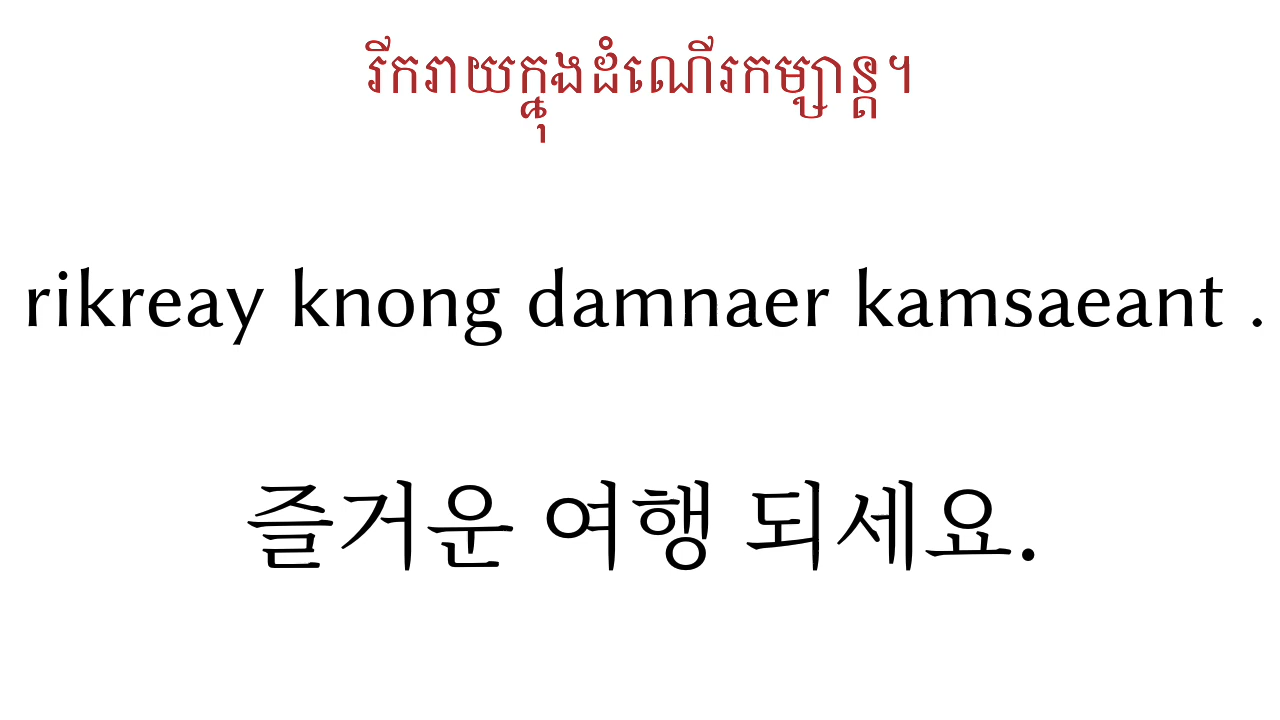 រីករាយក្នុងដំណើរកម្សាន្ត។
rikreay knong damnaer kamsaeant .
즐거운 여행 되세요.